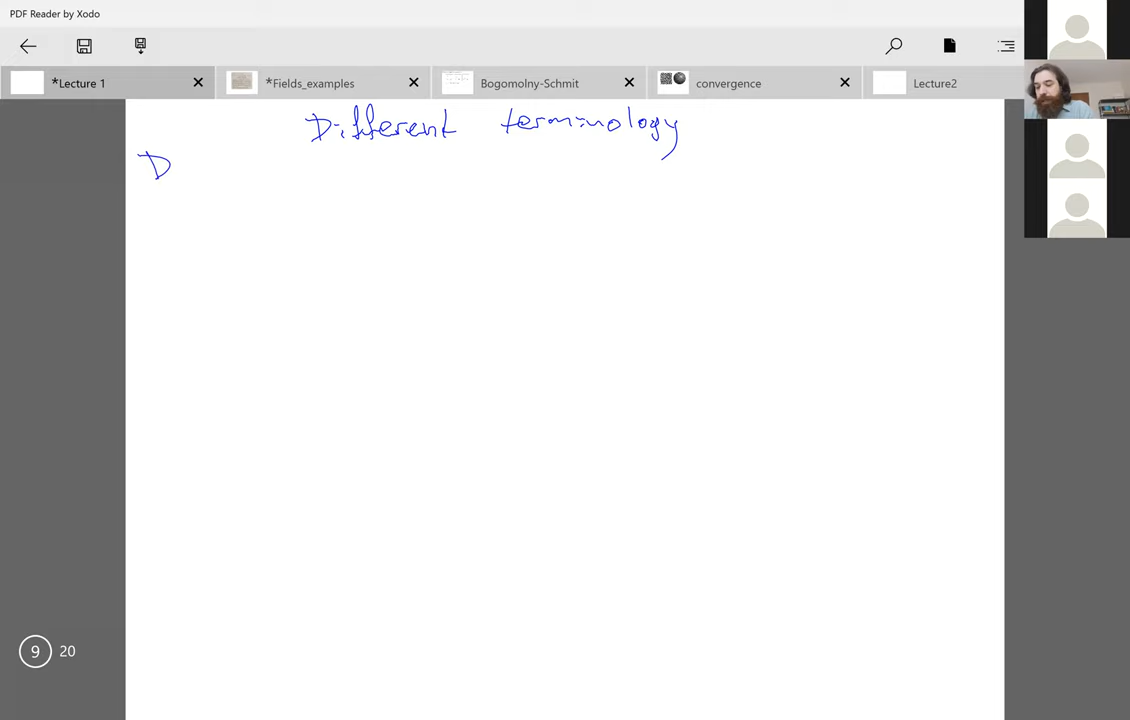 PDF Reader by Xodo
*Lecture 1 *Fields_examples Bogomolny-Schmit convergence Lecture2
Different terminology
D
9 20